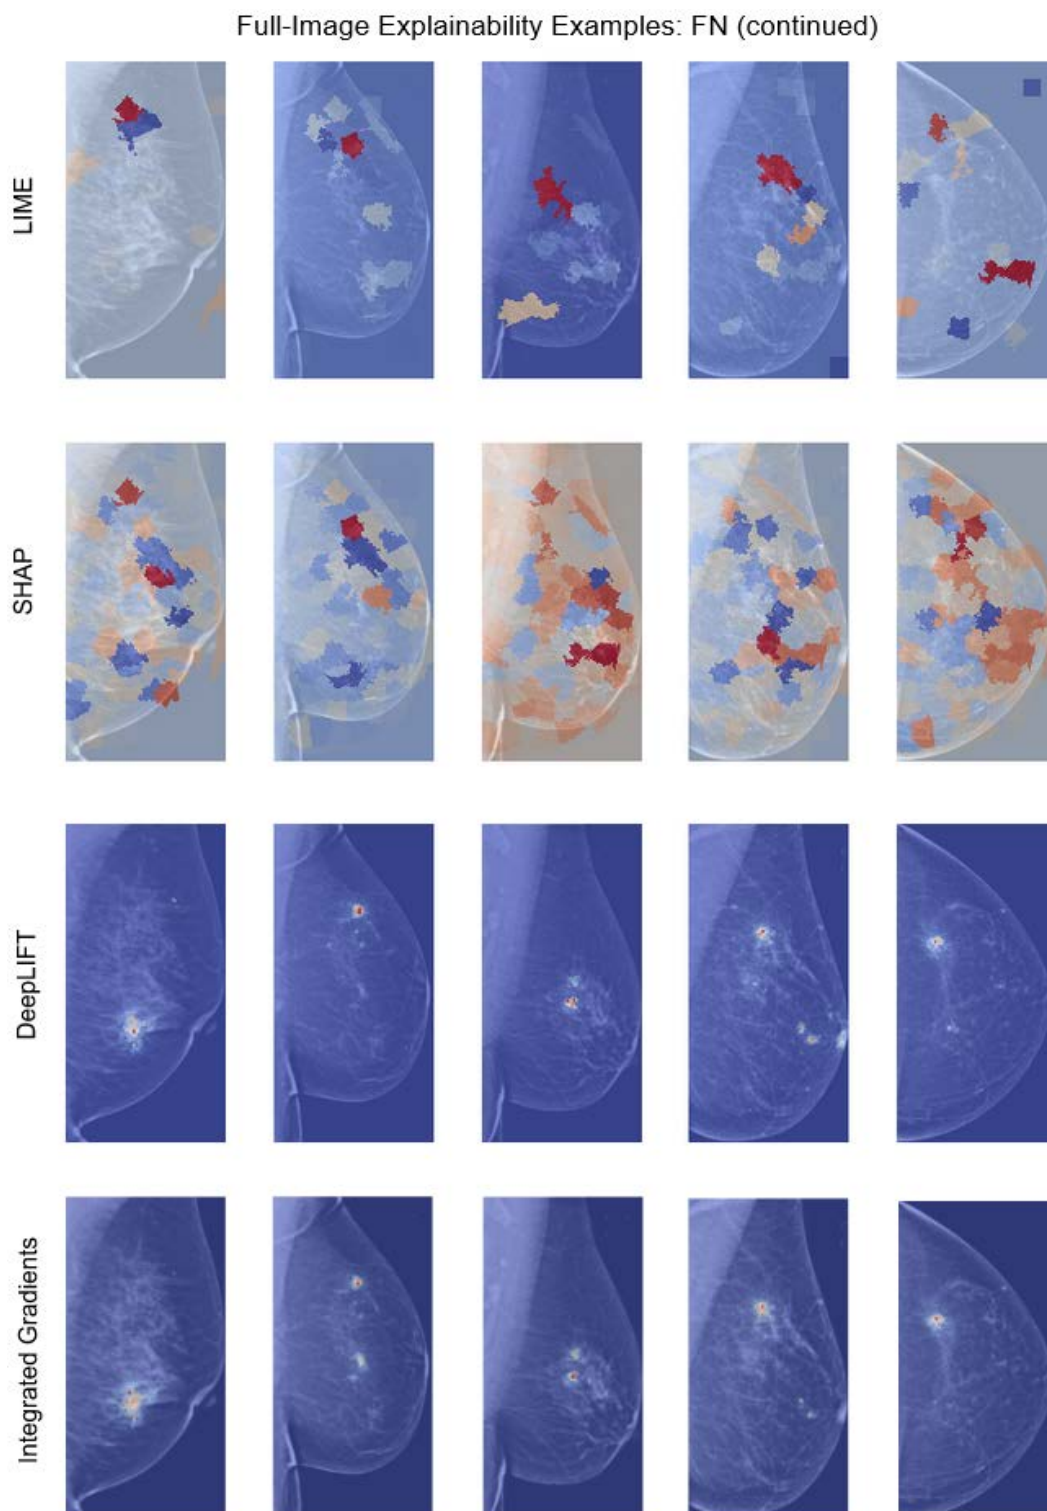 Full-Image Explainability Examples: FN (continued)
LIME
SHAP
DeepLIFT
Integrated Gradients